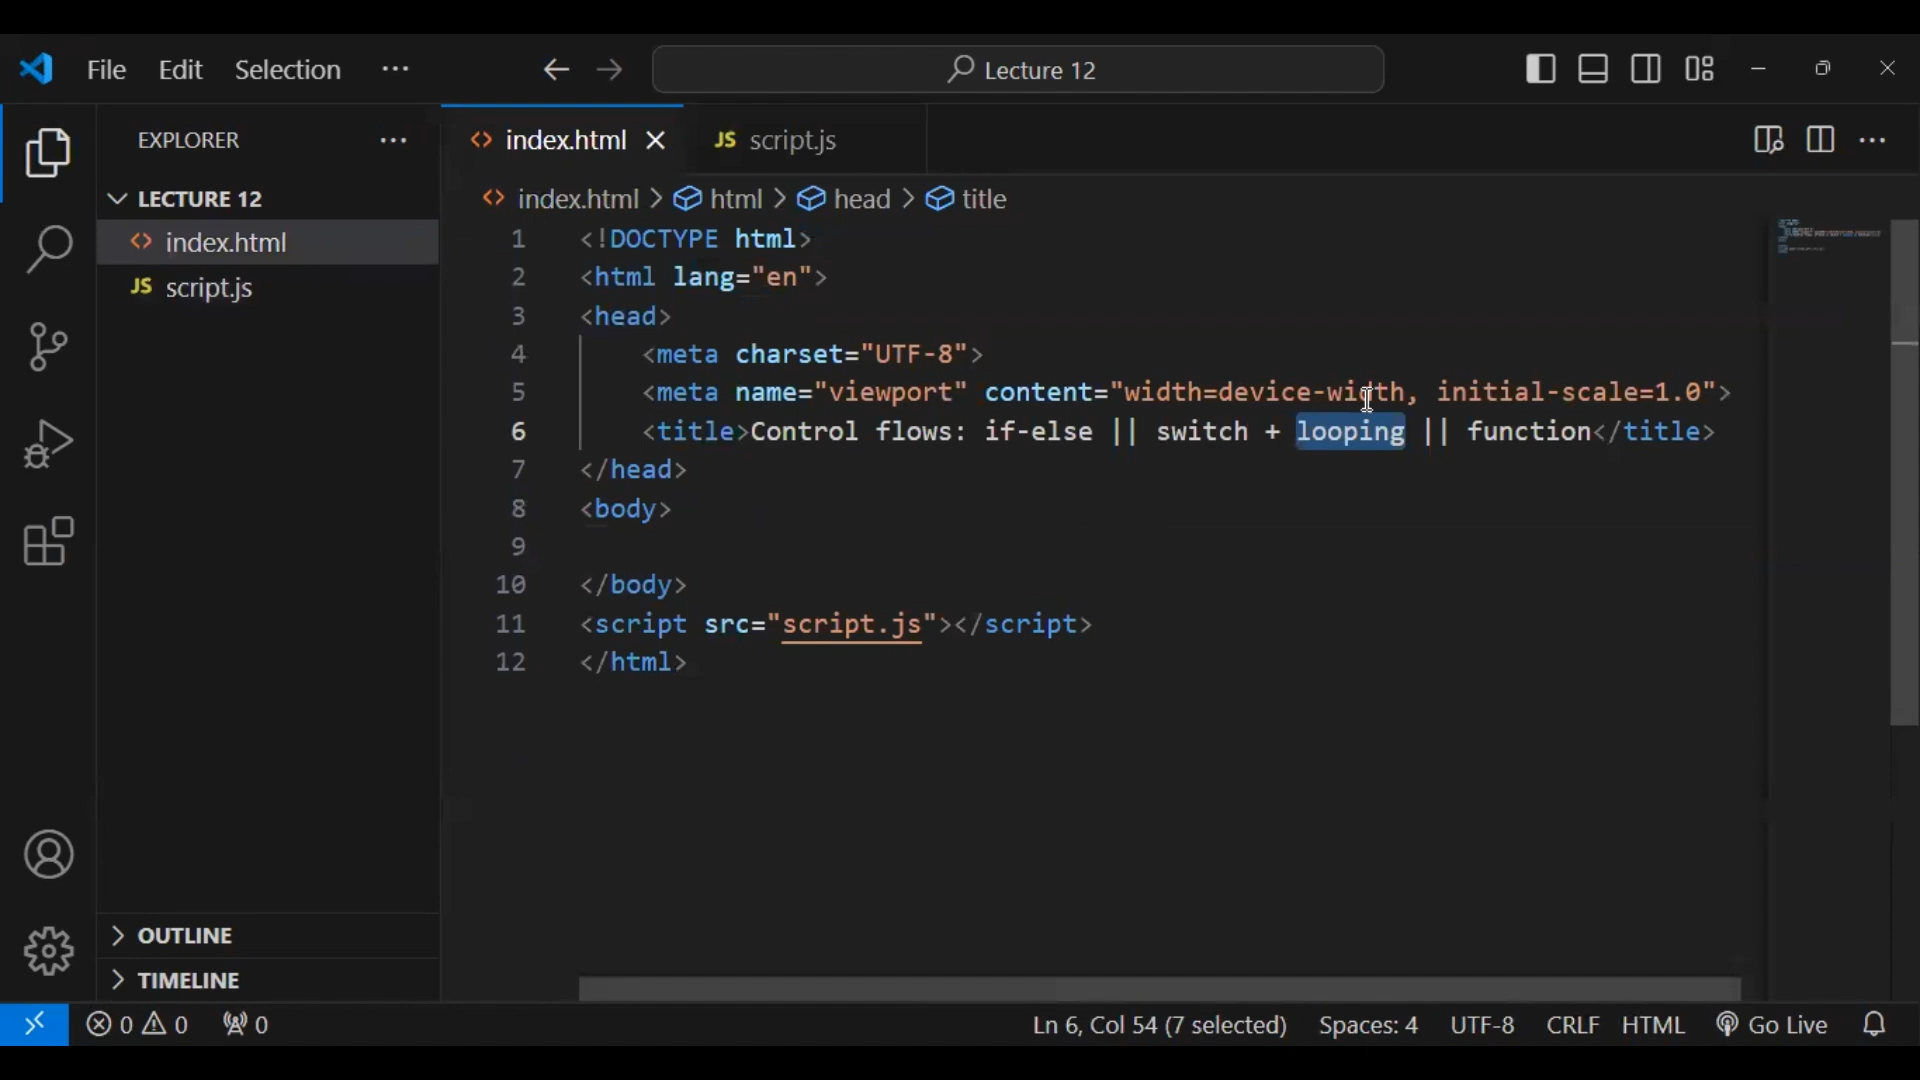 File Edit Selection ··· Lecture 12
EXPLORER ···
index.html JS script.js
LECTURE 12
index.html
JS script.js
index.html > html > head > title
1 <!DOCTYPE html>
2 <html lang="en">
3 <head>
4 <meta charset="UTF-8">
5 <meta name="viewport" content="width=device-width, initial-scale=1.0">
6 <title>Control flows: if-else || switch + looping || function</title>
7 </head>
8 <body>
9
10 </body>
11 <script src="script.js"></script>
12 </html>
OUTLINE
TIMELINE
0 0 0 Ln 6, Col 54 (7 selected) Spaces: 4 UTF-8 CRLF HTML Go Live